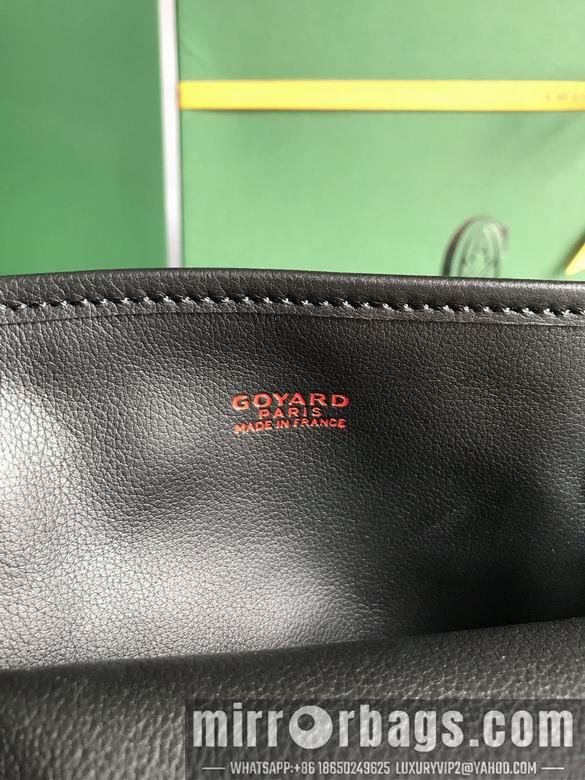 GOYARD
PARIS
MADE IN FRANCE
mirrorbags.com
WHATSAPP:+86 18650249625 LUXURYVIP2@YAHOO.COM